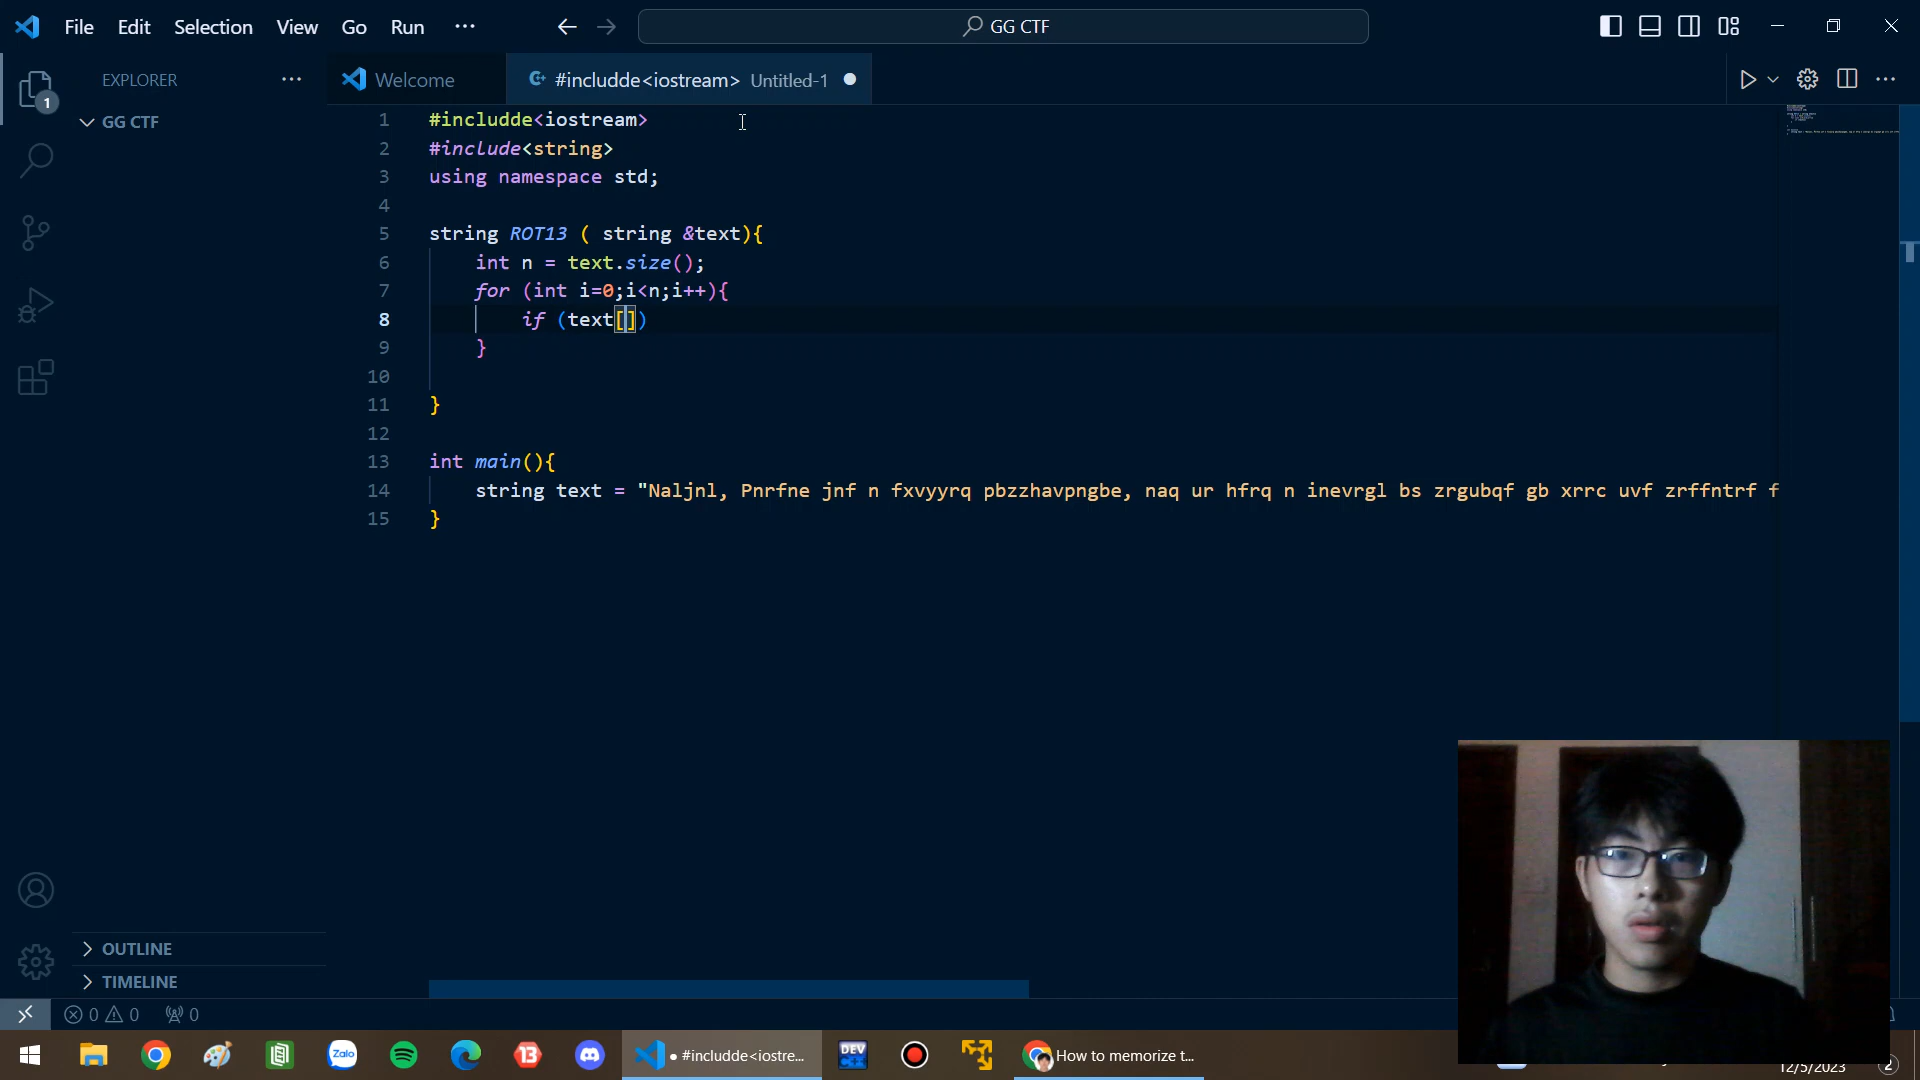 File Edit Selection View Go Run ···
GG CTF
EXPLORER ···
1
GG CTF
Welcome
#includde<iostream> Untitled-1
1 #includde<iostream>
2 #include<string>
3 using namespace std;
4
5 string ROT13 ( string &text){
6 int n = text.size();
7 for (int i=0;i<n;i++){
8 if (text[])
9 }
10
11 }
12
13 int main(){
14 string text = "Naljnl, Pnrfne jnf n fxvyyrq pbzzhavpngbe, naq ur hfrq n inevrgl bs zrgubqf gb xrrc uvf zrffntrf f
15 }
OUTLINE
TIMELINE
0 0 0
Zalo
13
#includde<iostre...
DEV
How to memorize t...
12/5/2023
2